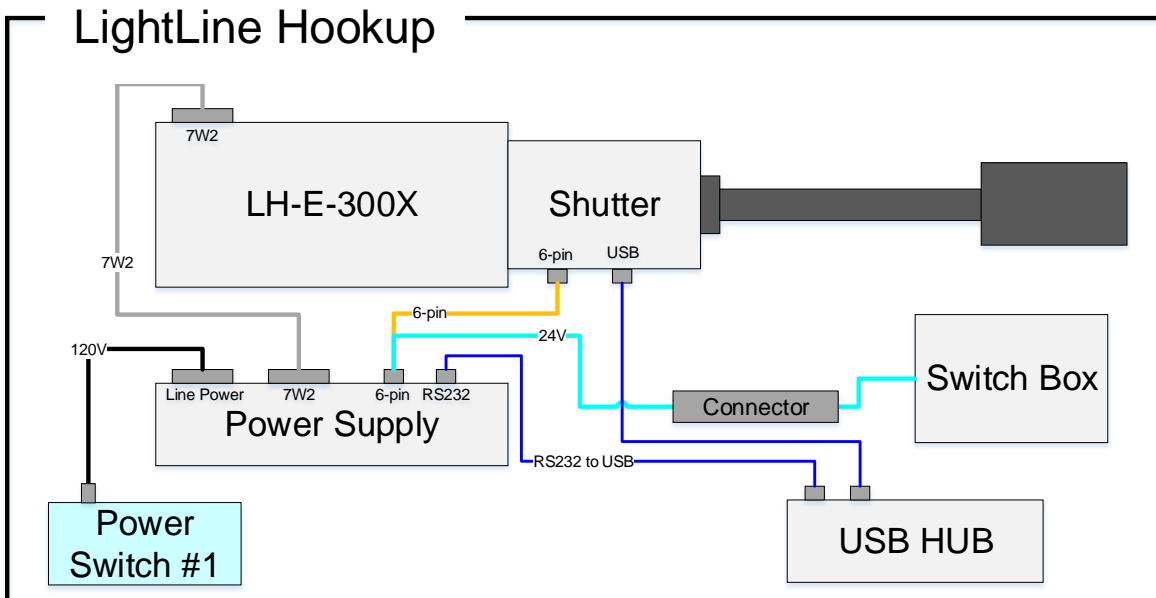 LightLine Hookup
7W2
LH-E-300X
Shutter
6-pin
USB
7W2
6-pin
24V
120V
Line Power
7W2
6-pin
RS232
Power Supply
Switch Box
Connector
RS232 to USB
Power
Switch #1
USB HUB